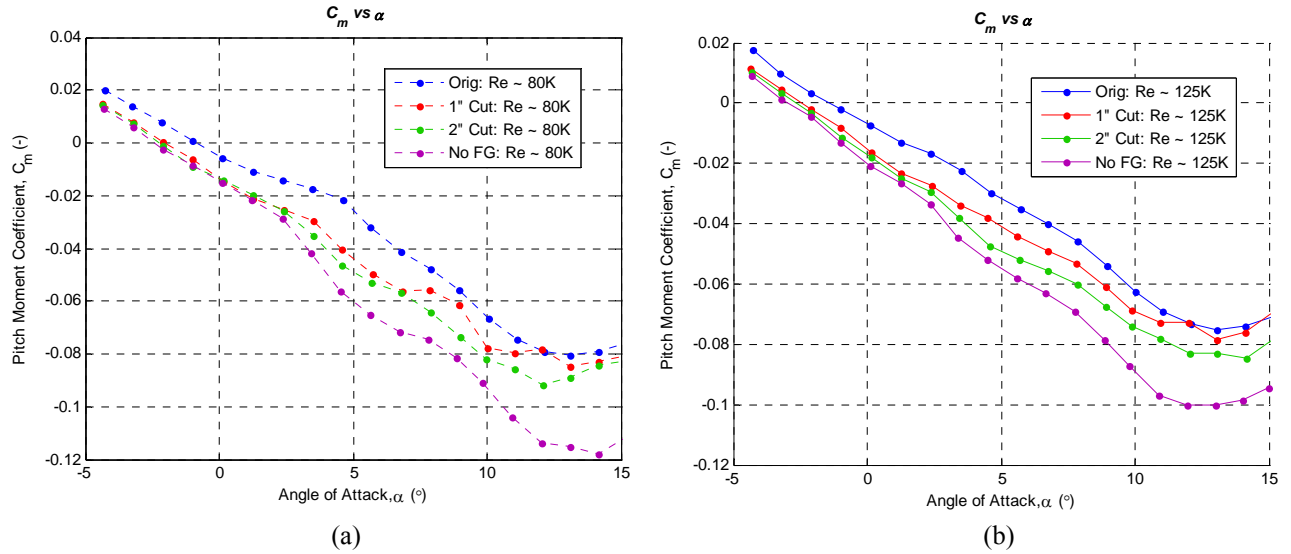 C_m vs α
0.04
0.02
0
-0.02
-0.04
-0.06
-0.08
-0.1
-0.12
Pitch Moment Coefficient, C_m (-)
Orig: Re ~ 80K
1" Cut: Re ~ 80K
2" Cut: Re ~ 80K
No FG: Re ~ 80K
-5
0
5
10
15
Angle of Attack,α (°)
(a)
C_m vs α
0.02
0
-0.02
-0.04
-0.06
-0.08
-0.1
-0.12
Pitch Moment Coefficient, C_m (-)
Orig: Re ~ 125K
1" Cut: Re ~ 125K
2" Cut: Re ~ 125K
No FG: Re ~ 125K
-5
0
5
10
15
Angle of Attack,α (°)
(b)